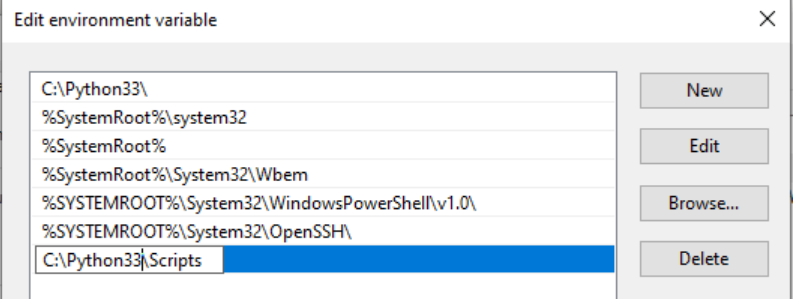 Edit environment variable
C:\Python33\
New
%SystemRoot%\system32
%SystemRoot%
Edit
%SystemRoot%\System32\Wbem
%SYSTEMROOT%\System32\WindowsPowerShell\v1.0\
Browse...
%SYSTEMROOT%\System32\OpenSSH\
C:\Python33\Scripts
Delete